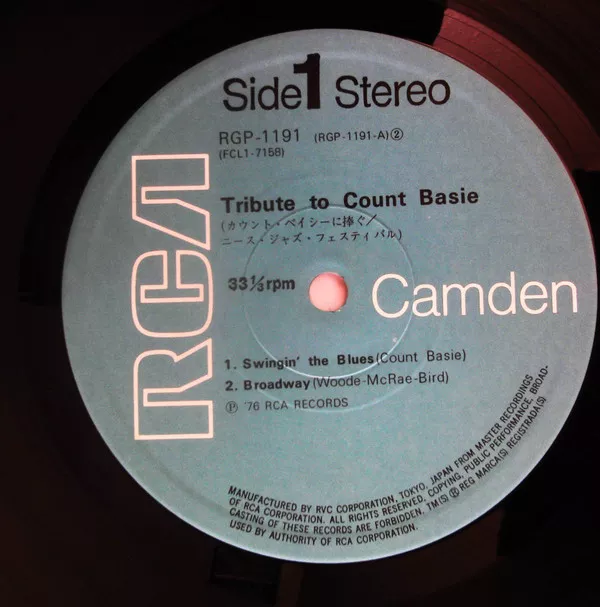 Side 1 Stereo
RGP-1191 (RGP-1191-A)②
(FCL1-7158)
Tribute to Count Basie
(カウント・ベイシーに捧ぐ/
ニース・ジャズ・フェスティバル)
33⅓rpm
Camden
RCA
1. Swingin' the Blues(Count Basie)
2. Broadway(Woode-McRae-Bird)
Ⓟ '76 RCA RECORDS
MANUFACTURED BY RVC CORPORATION, TOKYO, JAPAN FROM MASTER RECORDINGS
OF RCA CORPORATION. ALL RIGHTS RESERVED, COPYING, PUBLIC PERFORMANCE, BROAD-
CASTING OF THESE RECORDS ARE FORBIDDEN. TM(S) ® REG MARCA(S) REGISTRADA(S)
USED BY AUTHORITY OF RCA CORPORATION.